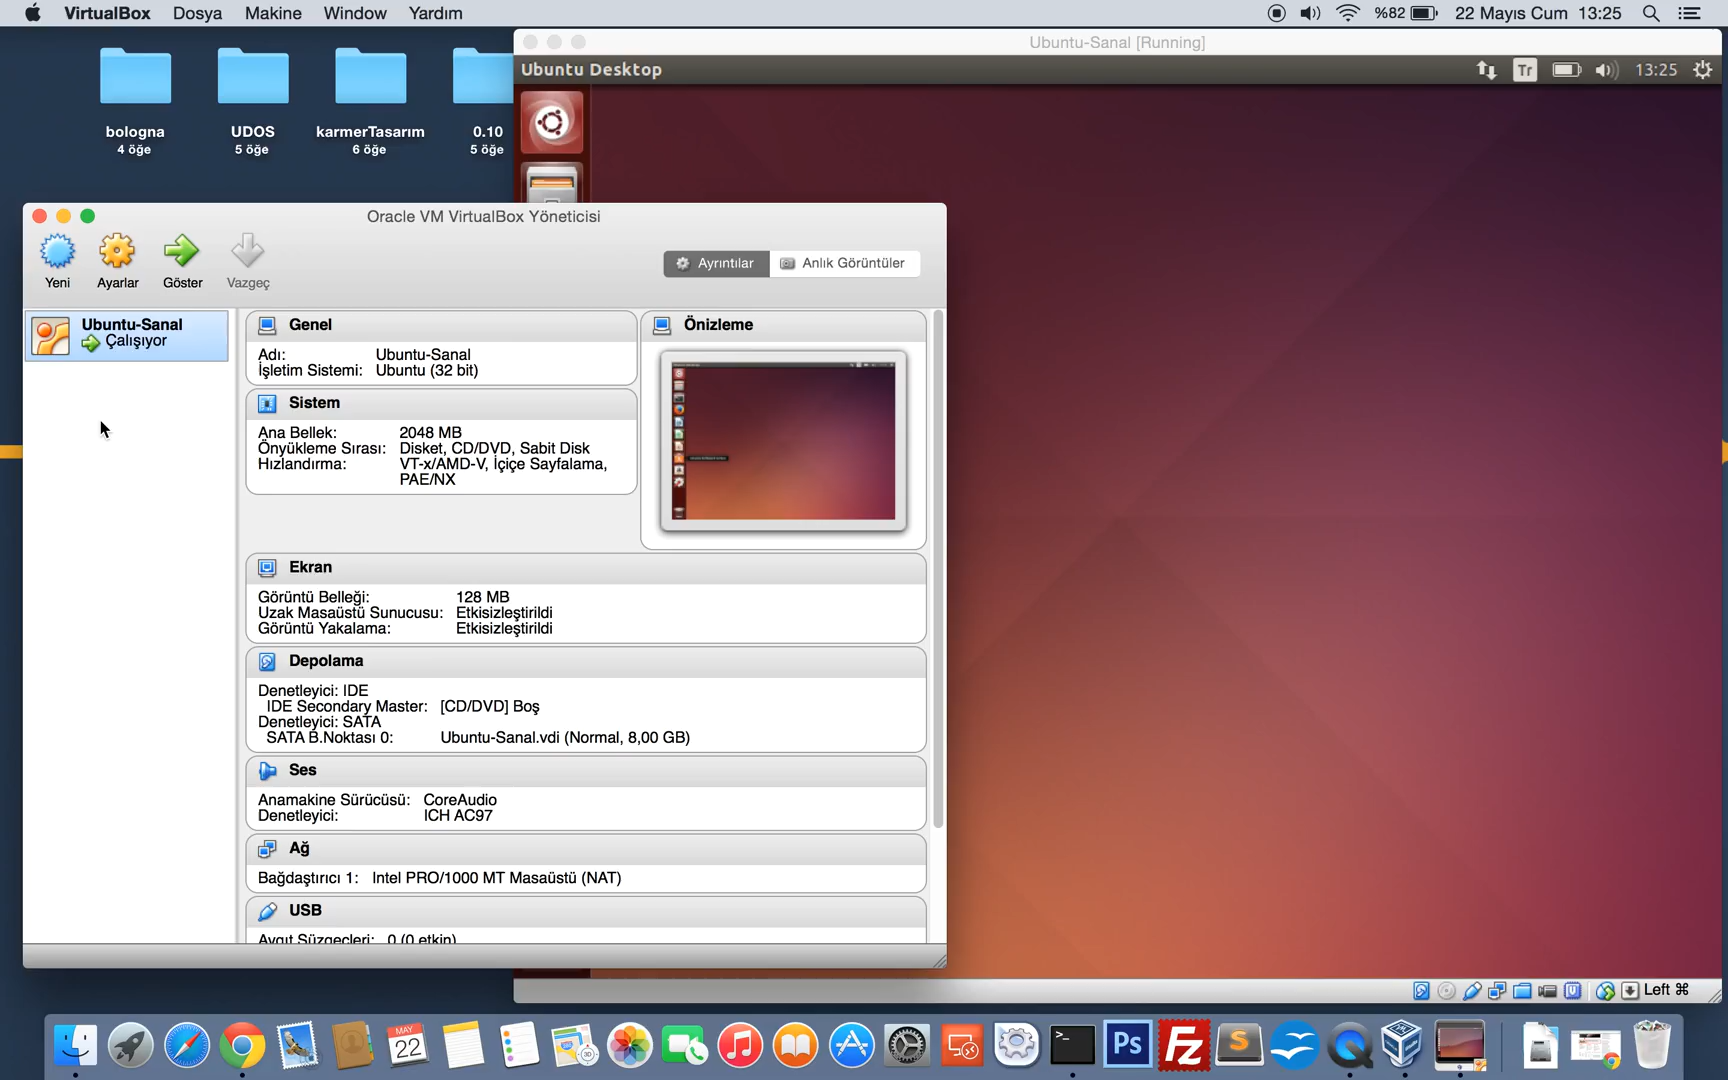 VirtualBox Dosya Makine Window Yardım %82 22 Mayıs Cum 13:25
bologna
4 öğe
UDOS
5 öğe
karmerTasarım
6 öğe
0.10
5 öğe
Ubuntu-Sanal [Running]
Ubuntu Desktop Tr 13:25
Oracle VM VirtualBox Yöneticisi
Yeni Ayarlar Göster Vazgeç
Ayrıntılar Anlık Görüntüler
Ubuntu-Sanal
Çalışıyor
Genel
Adı: Ubuntu-Sanal
İşletim Sistemi: Ubuntu (32 bit)
Önizleme
Sistem
Ana Bellek: 2048 MB
Önyükleme Sırası: Disket, CD/DVD, Sabit Disk
Hızlandırma: VT-x/AMD-V, İçiçe Sayfalama,
PAE/NX
Ekran
Görüntü Belleği: 128 MB
Uzak Masaüstü Sunucusu: Etkisizleştirildi
Görüntü Yakalama: Etkisizleştirildi
Depolama
Denetleyici: IDE
IDE Secondary Master: [CD/DVD] Boş
Denetleyici: SATA
SATA B.Noktası 0: Ubuntu-Sanal.vdi (Normal, 8,00 GB)
Ses
Anamakine Sürücüsü: CoreAudio
Denetleyici: ICH AC97
Ağ
Bağdaştırıcı 1: Intel PRO/1000 MT Masaüstü (NAT)
USB
Aygıt Süzgeçleri: 0 (0 etkin)
Left ⌘
MAY
22
Ps
Fz
S